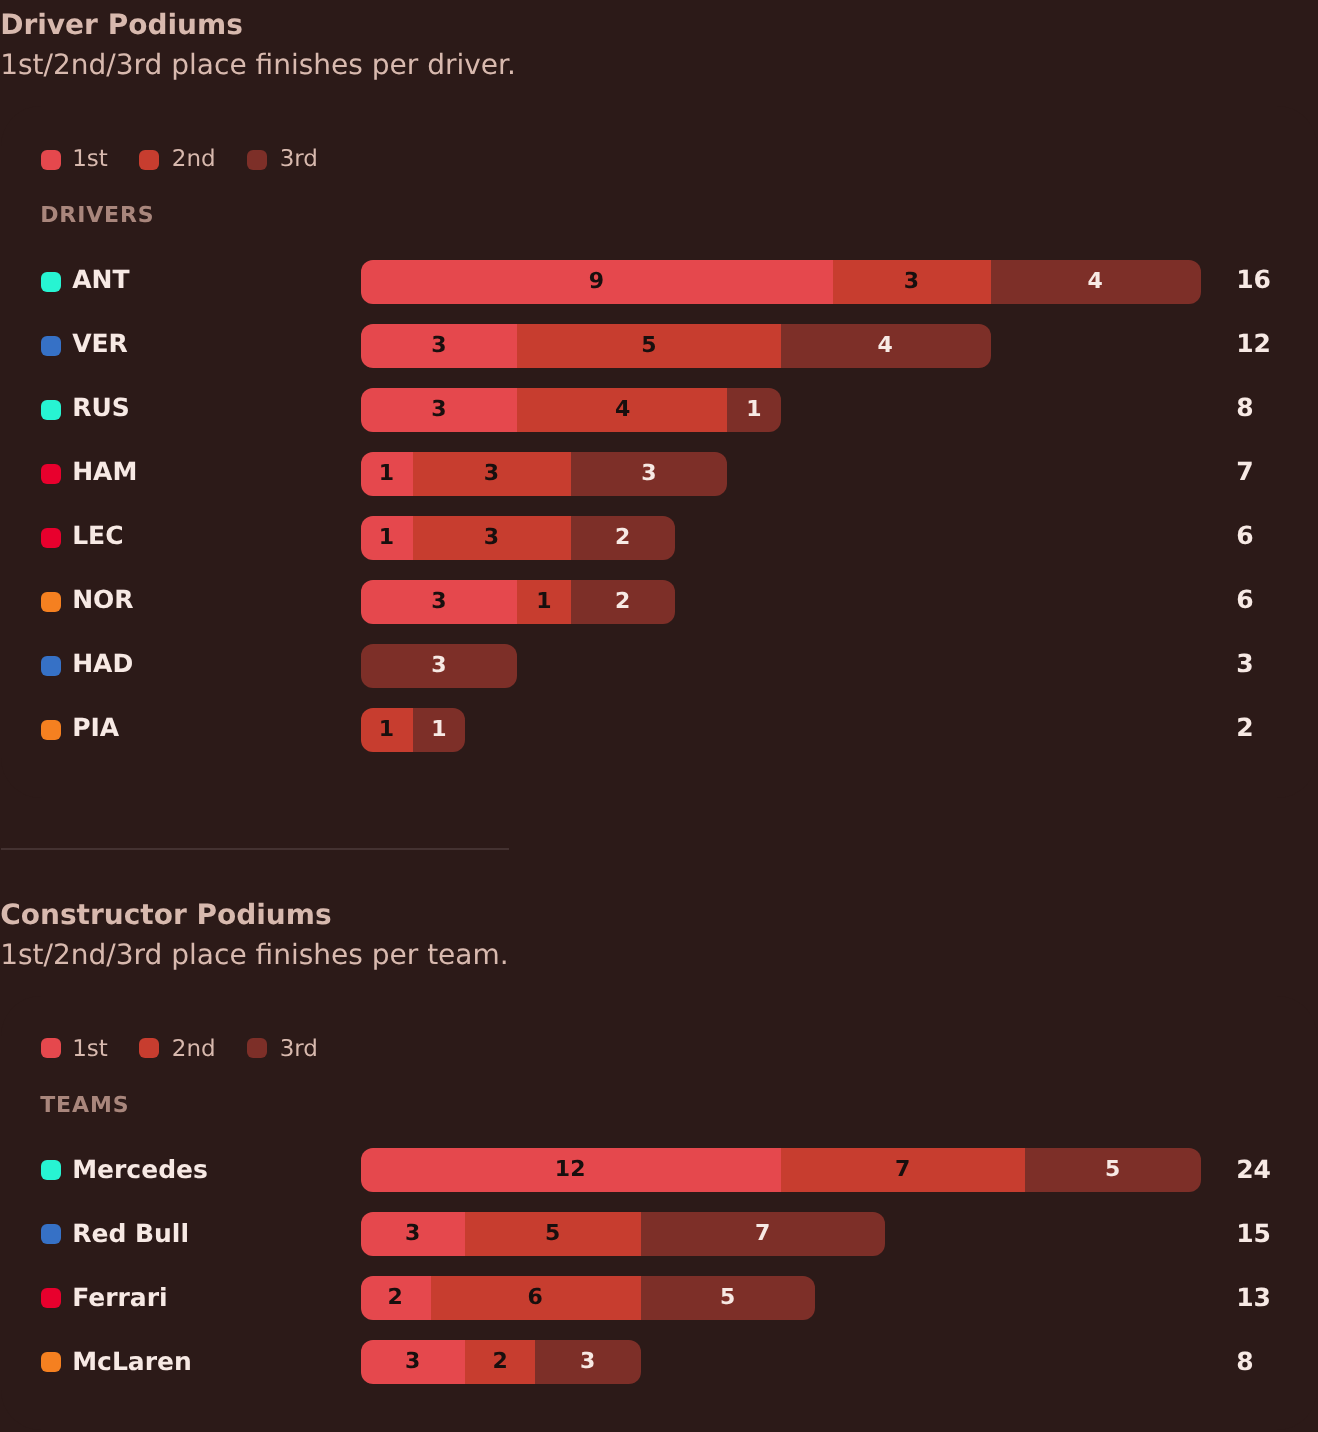 Driver Podiums
1st/2nd/3rd place finishes per driver.
1st 2nd 3rd
DRIVERS
ANT 9 3 4 16
VER 3 5 4 12
RUS 3 4 1 8
HAM 1 3 3 7
LEC 1 3 2 6
NOR 3 1 2 6
HAD 3 3
PIA 1 1 2
Constructor Podiums
1st/2nd/3rd place finishes per team.
1st 2nd 3rd
TEAMS
Mercedes 12 7 5 24
Red Bull 3 5 7 15
Ferrari 2 6 5 13
McLaren 3 2 3 8